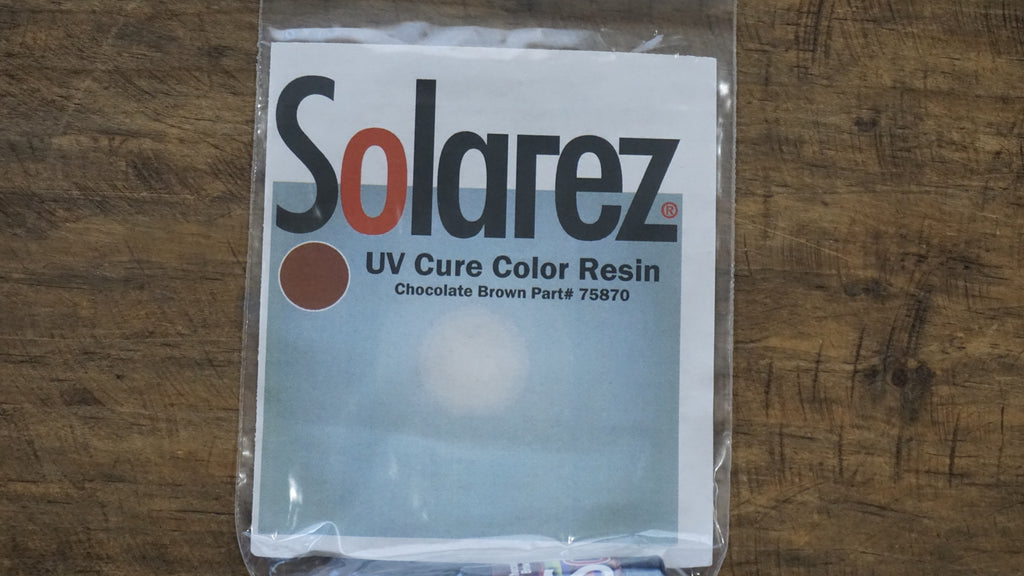 Solarez®
UV Cure Color Resin
Chocolate Brown Part# 75870